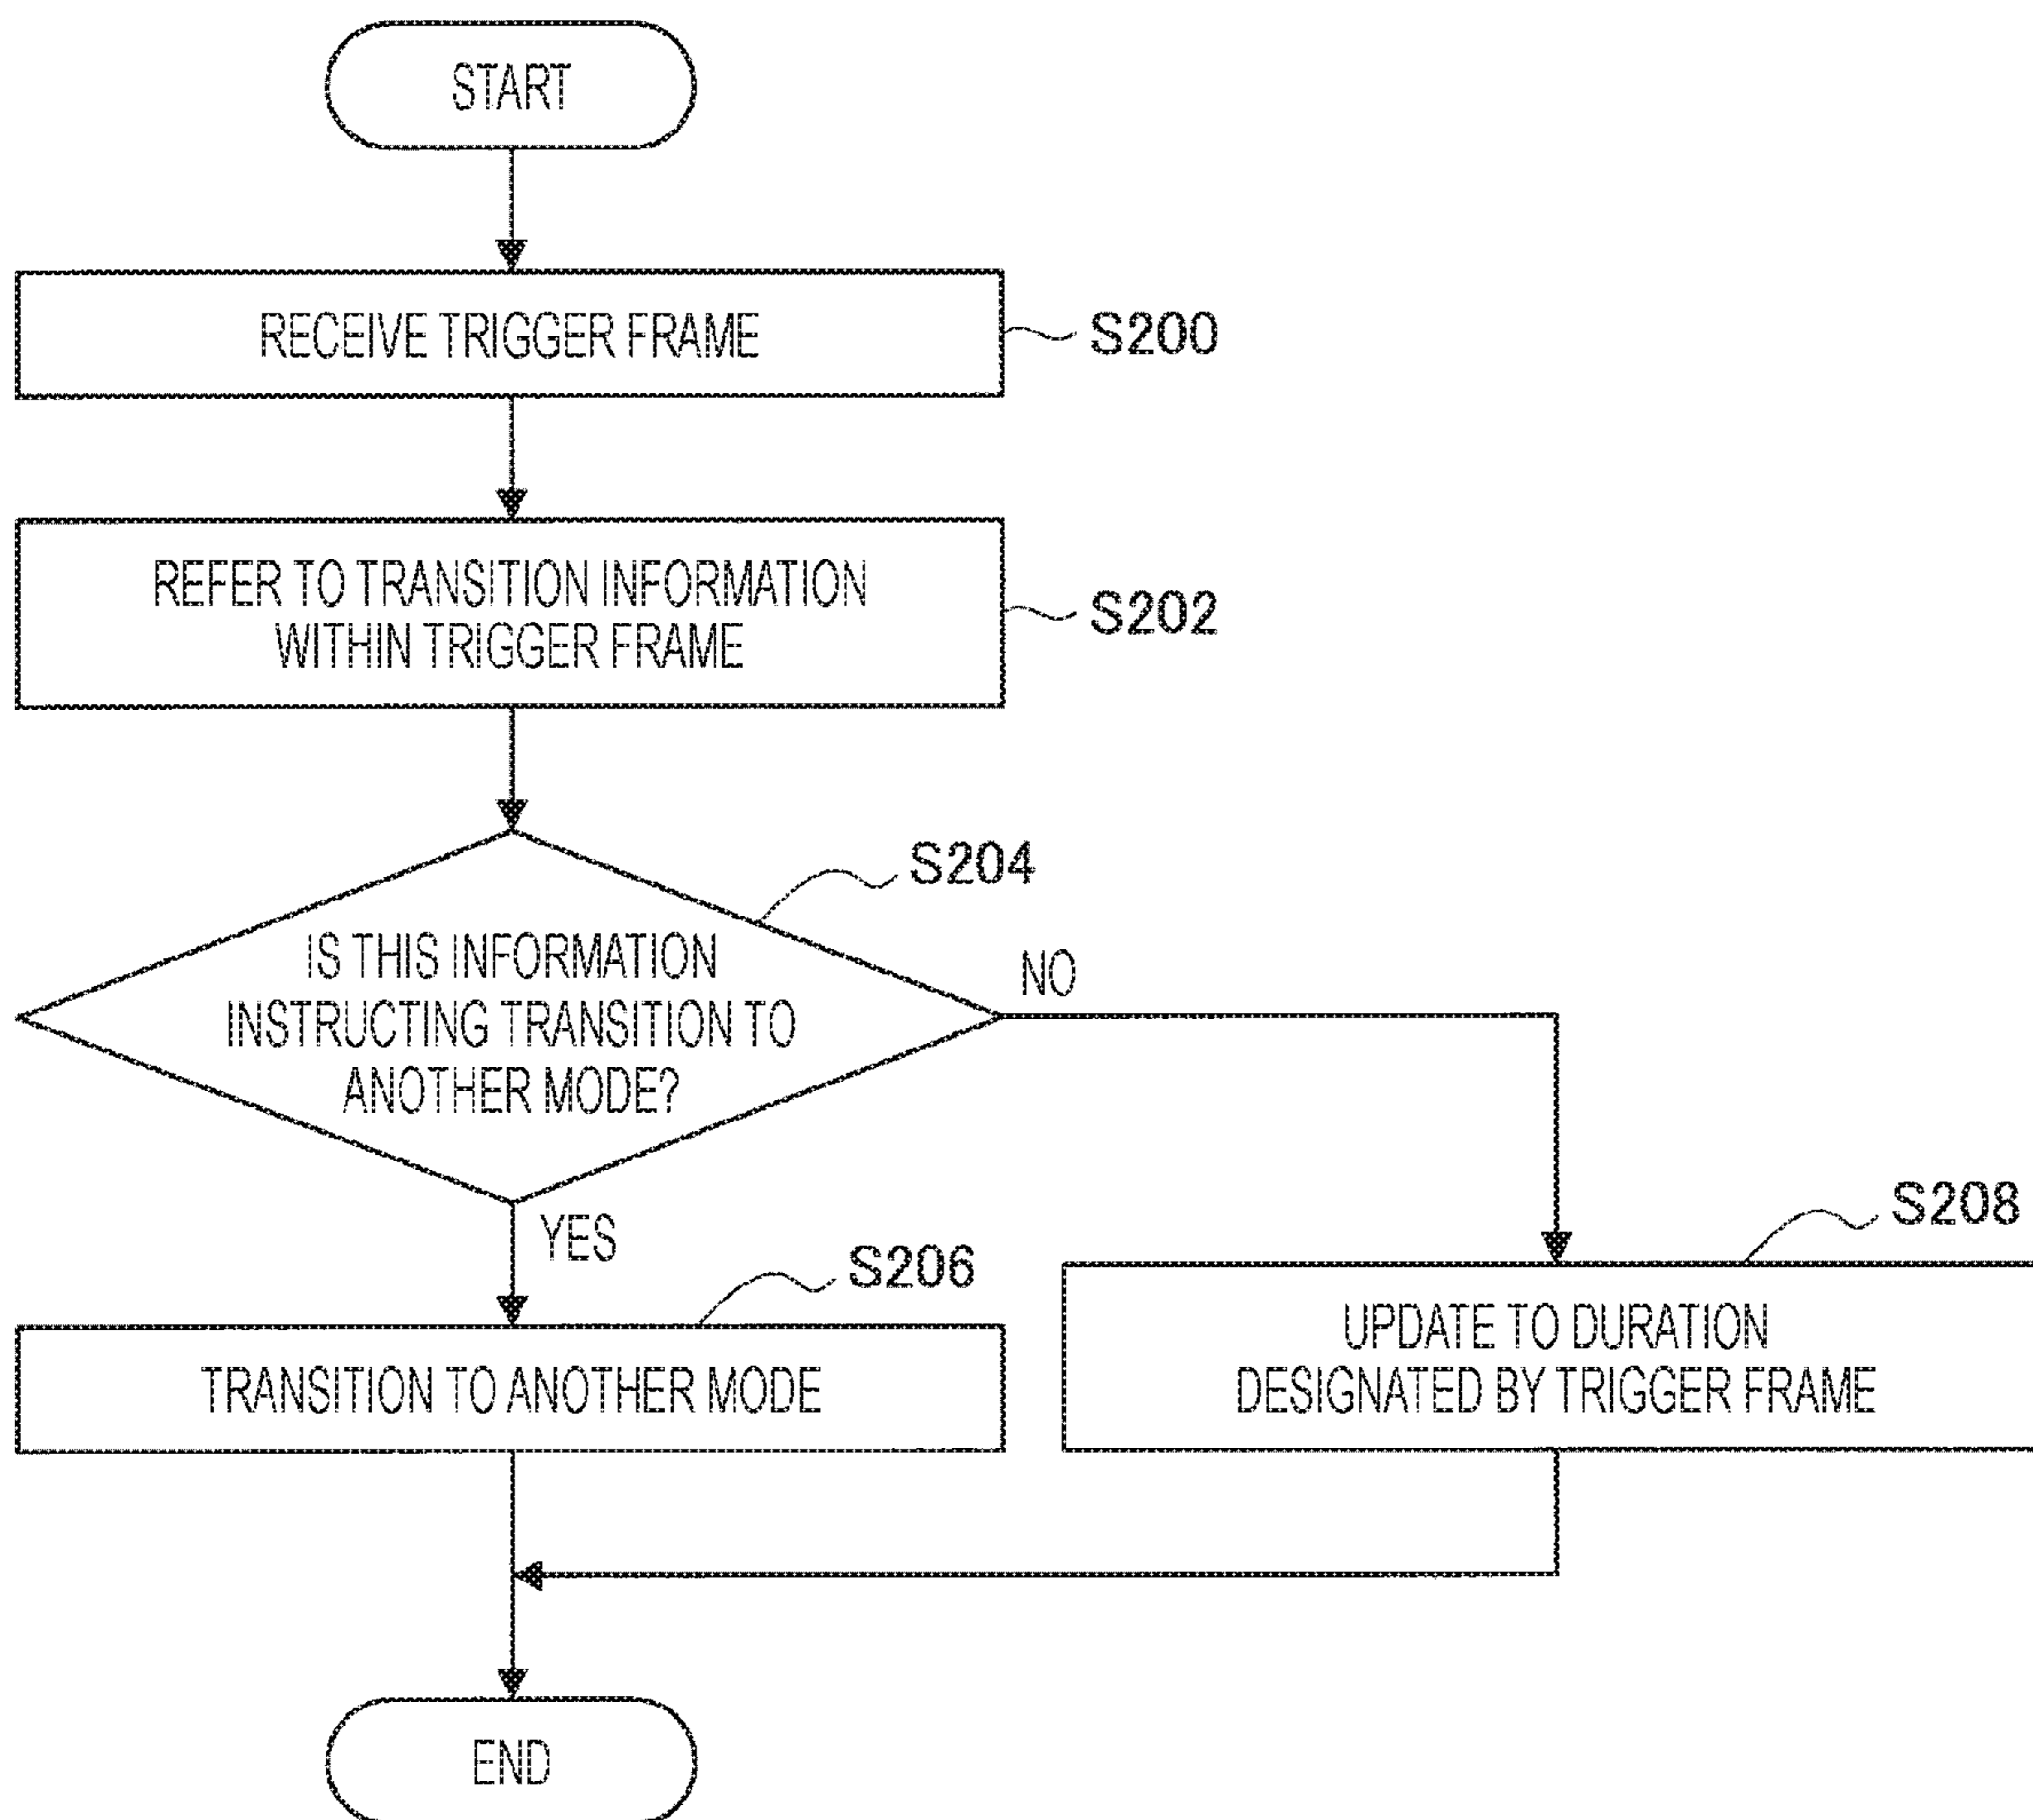 START
RECEIVE TRIGGER FRAME
S200
REFER TO TRANSITION INFORMATION
WITHIN TRIGGER FRAME
S202
S204
IS THIS INFORMATION
INSTRUCTING TRANSITION TO
ANOTHER MODE?
NO
YES
S206
TRANSITION TO ANOTHER MODE
S208
UPDATE TO DURATION
DESIGNATED BY TRIGGER FRAME
END